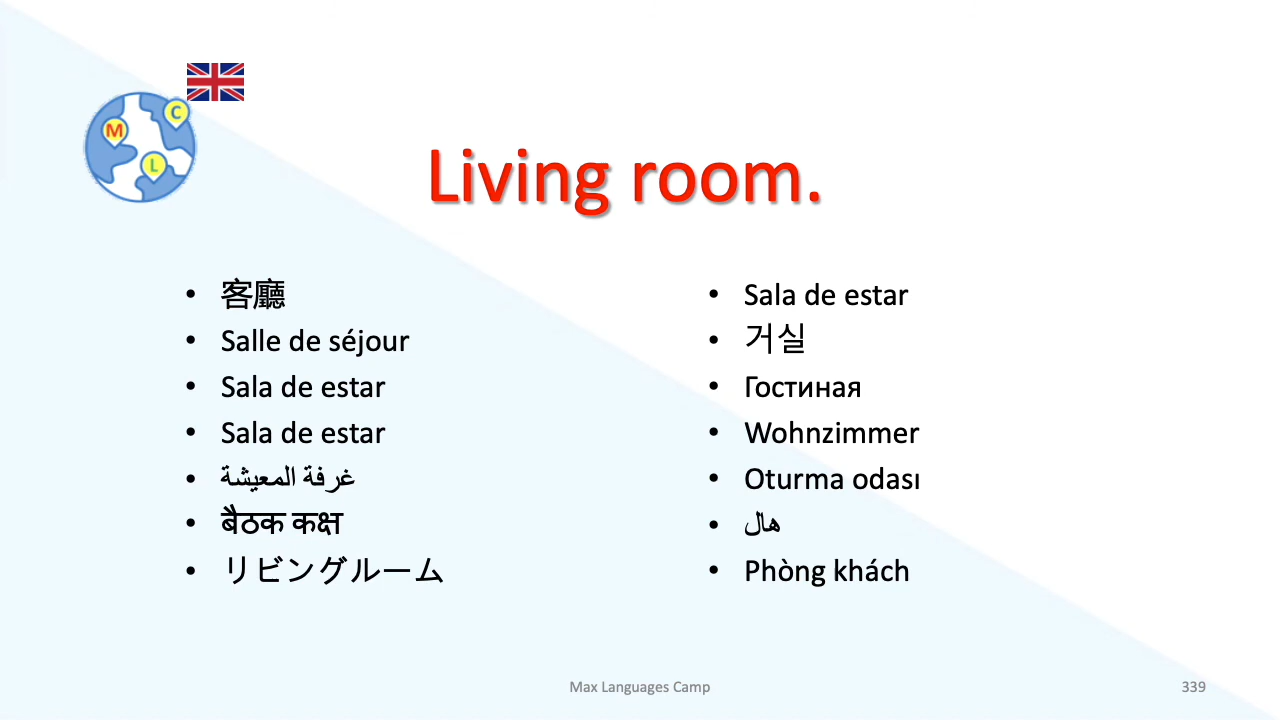 C
M
L
Living room.
• 客廳
• Salle de séjour
• Sala de estar
• Sala de estar
• غرفة المعيشة
• बैठक कक्ष
• リビングルーム
• Sala de estar
• 거실
• Гостиная
• Wohnzimmer
• Oturma odası
• هال
• Phòng khách
Max Languages Camp
339